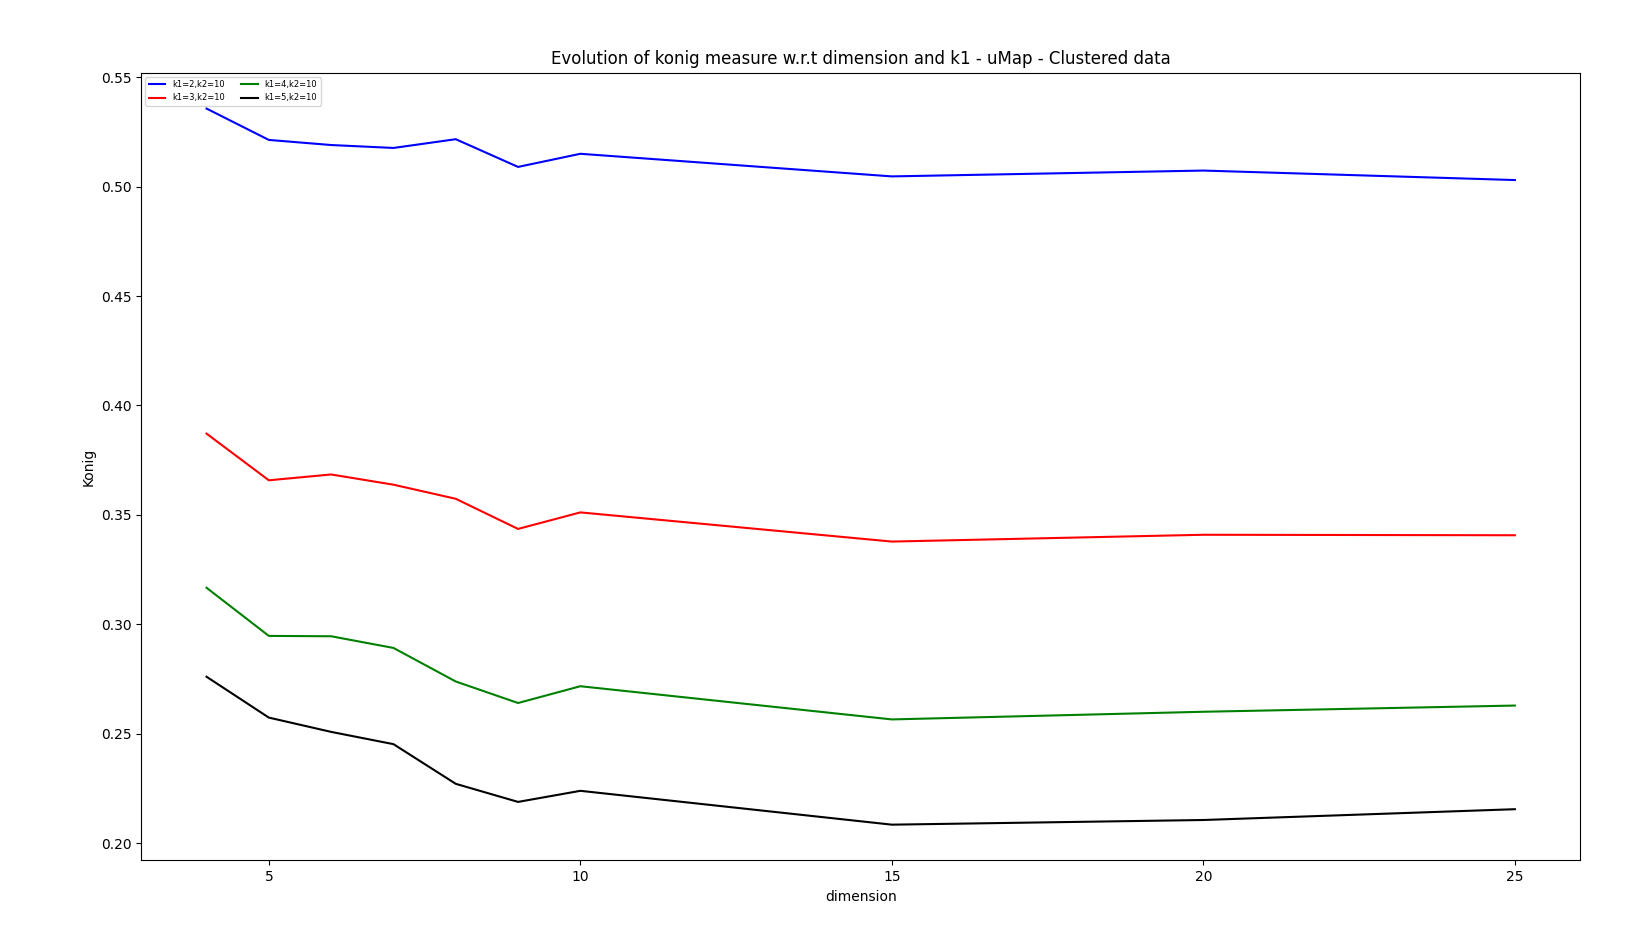 Evolution of konig measure w.r.t dimension and k1 - uMap - Clustered data
k1=2,k2=10 k1=4,k2=10
k1=3,k2=10 k1=5,k2=10
0.55
0.50
0.45
0.40
0.35
0.30
0.25
0.20
Konig
5 10 15 20 25
dimension